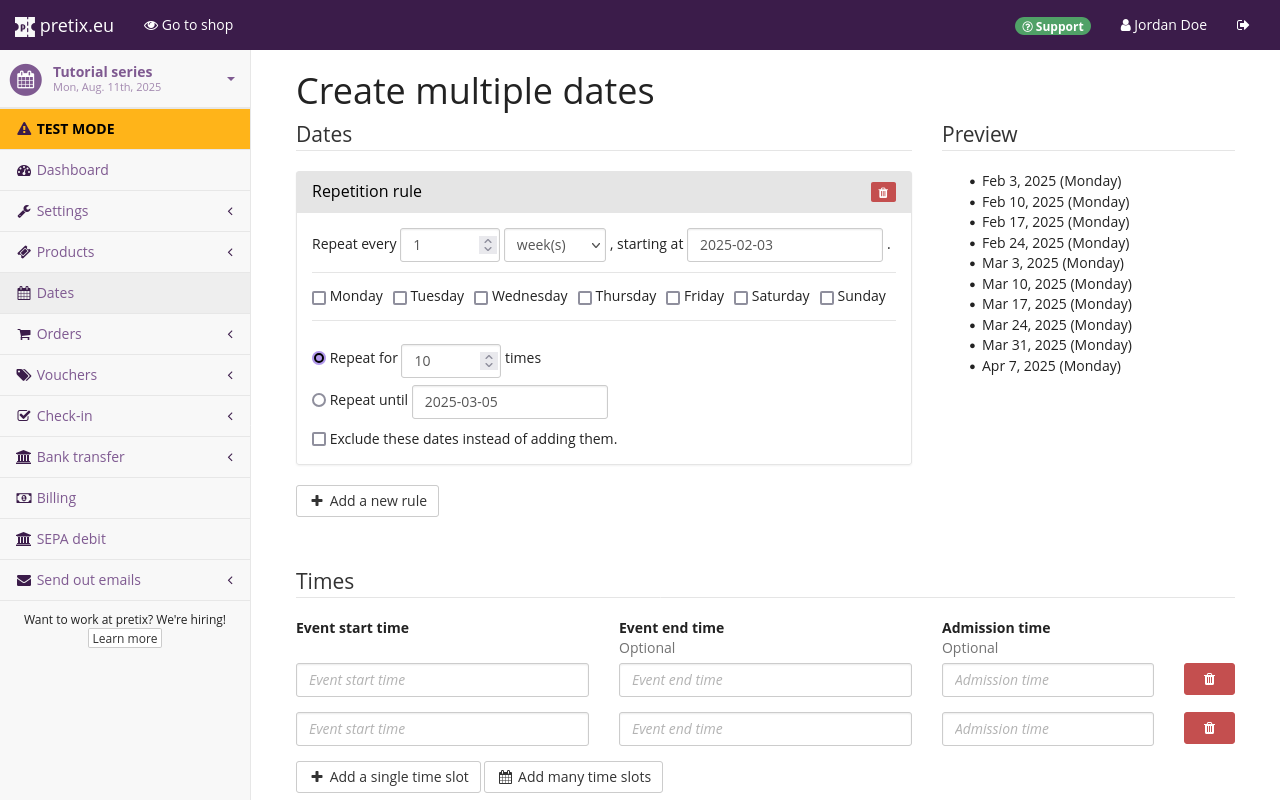 pretix.eu
Go to shop
Support
Jordan Doe
Tutorial series
Mon, Aug. 11th, 2025
TEST MODE
Dashboard
Settings
Products
Dates
Orders
Vouchers
Check-in
Bank transfer
Billing
SEPA debit
Send out emails
Want to work at pretix? We're hiring!
Learn more
Create multiple dates
Dates
Repetition rule
Repeat every 1 week(s) , starting at 2025-02-03 .
Monday Tuesday Wednesday Thursday Friday Saturday Sunday
Repeat for 10 times
Repeat until 2025-03-05
Exclude these dates instead of adding them.
Add a new rule
Preview
Feb 3, 2025 (Monday)
Feb 10, 2025 (Monday)
Feb 17, 2025 (Monday)
Feb 24, 2025 (Monday)
Mar 3, 2025 (Monday)
Mar 10, 2025 (Monday)
Mar 17, 2025 (Monday)
Mar 24, 2025 (Monday)
Mar 31, 2025 (Monday)
Apr 7, 2025 (Monday)
Times
Event start time Event end time Admission time
Optional Optional
Event start time Event end time Admission time
Event start time Event end time Admission time
Add a single time slot Add many time slots